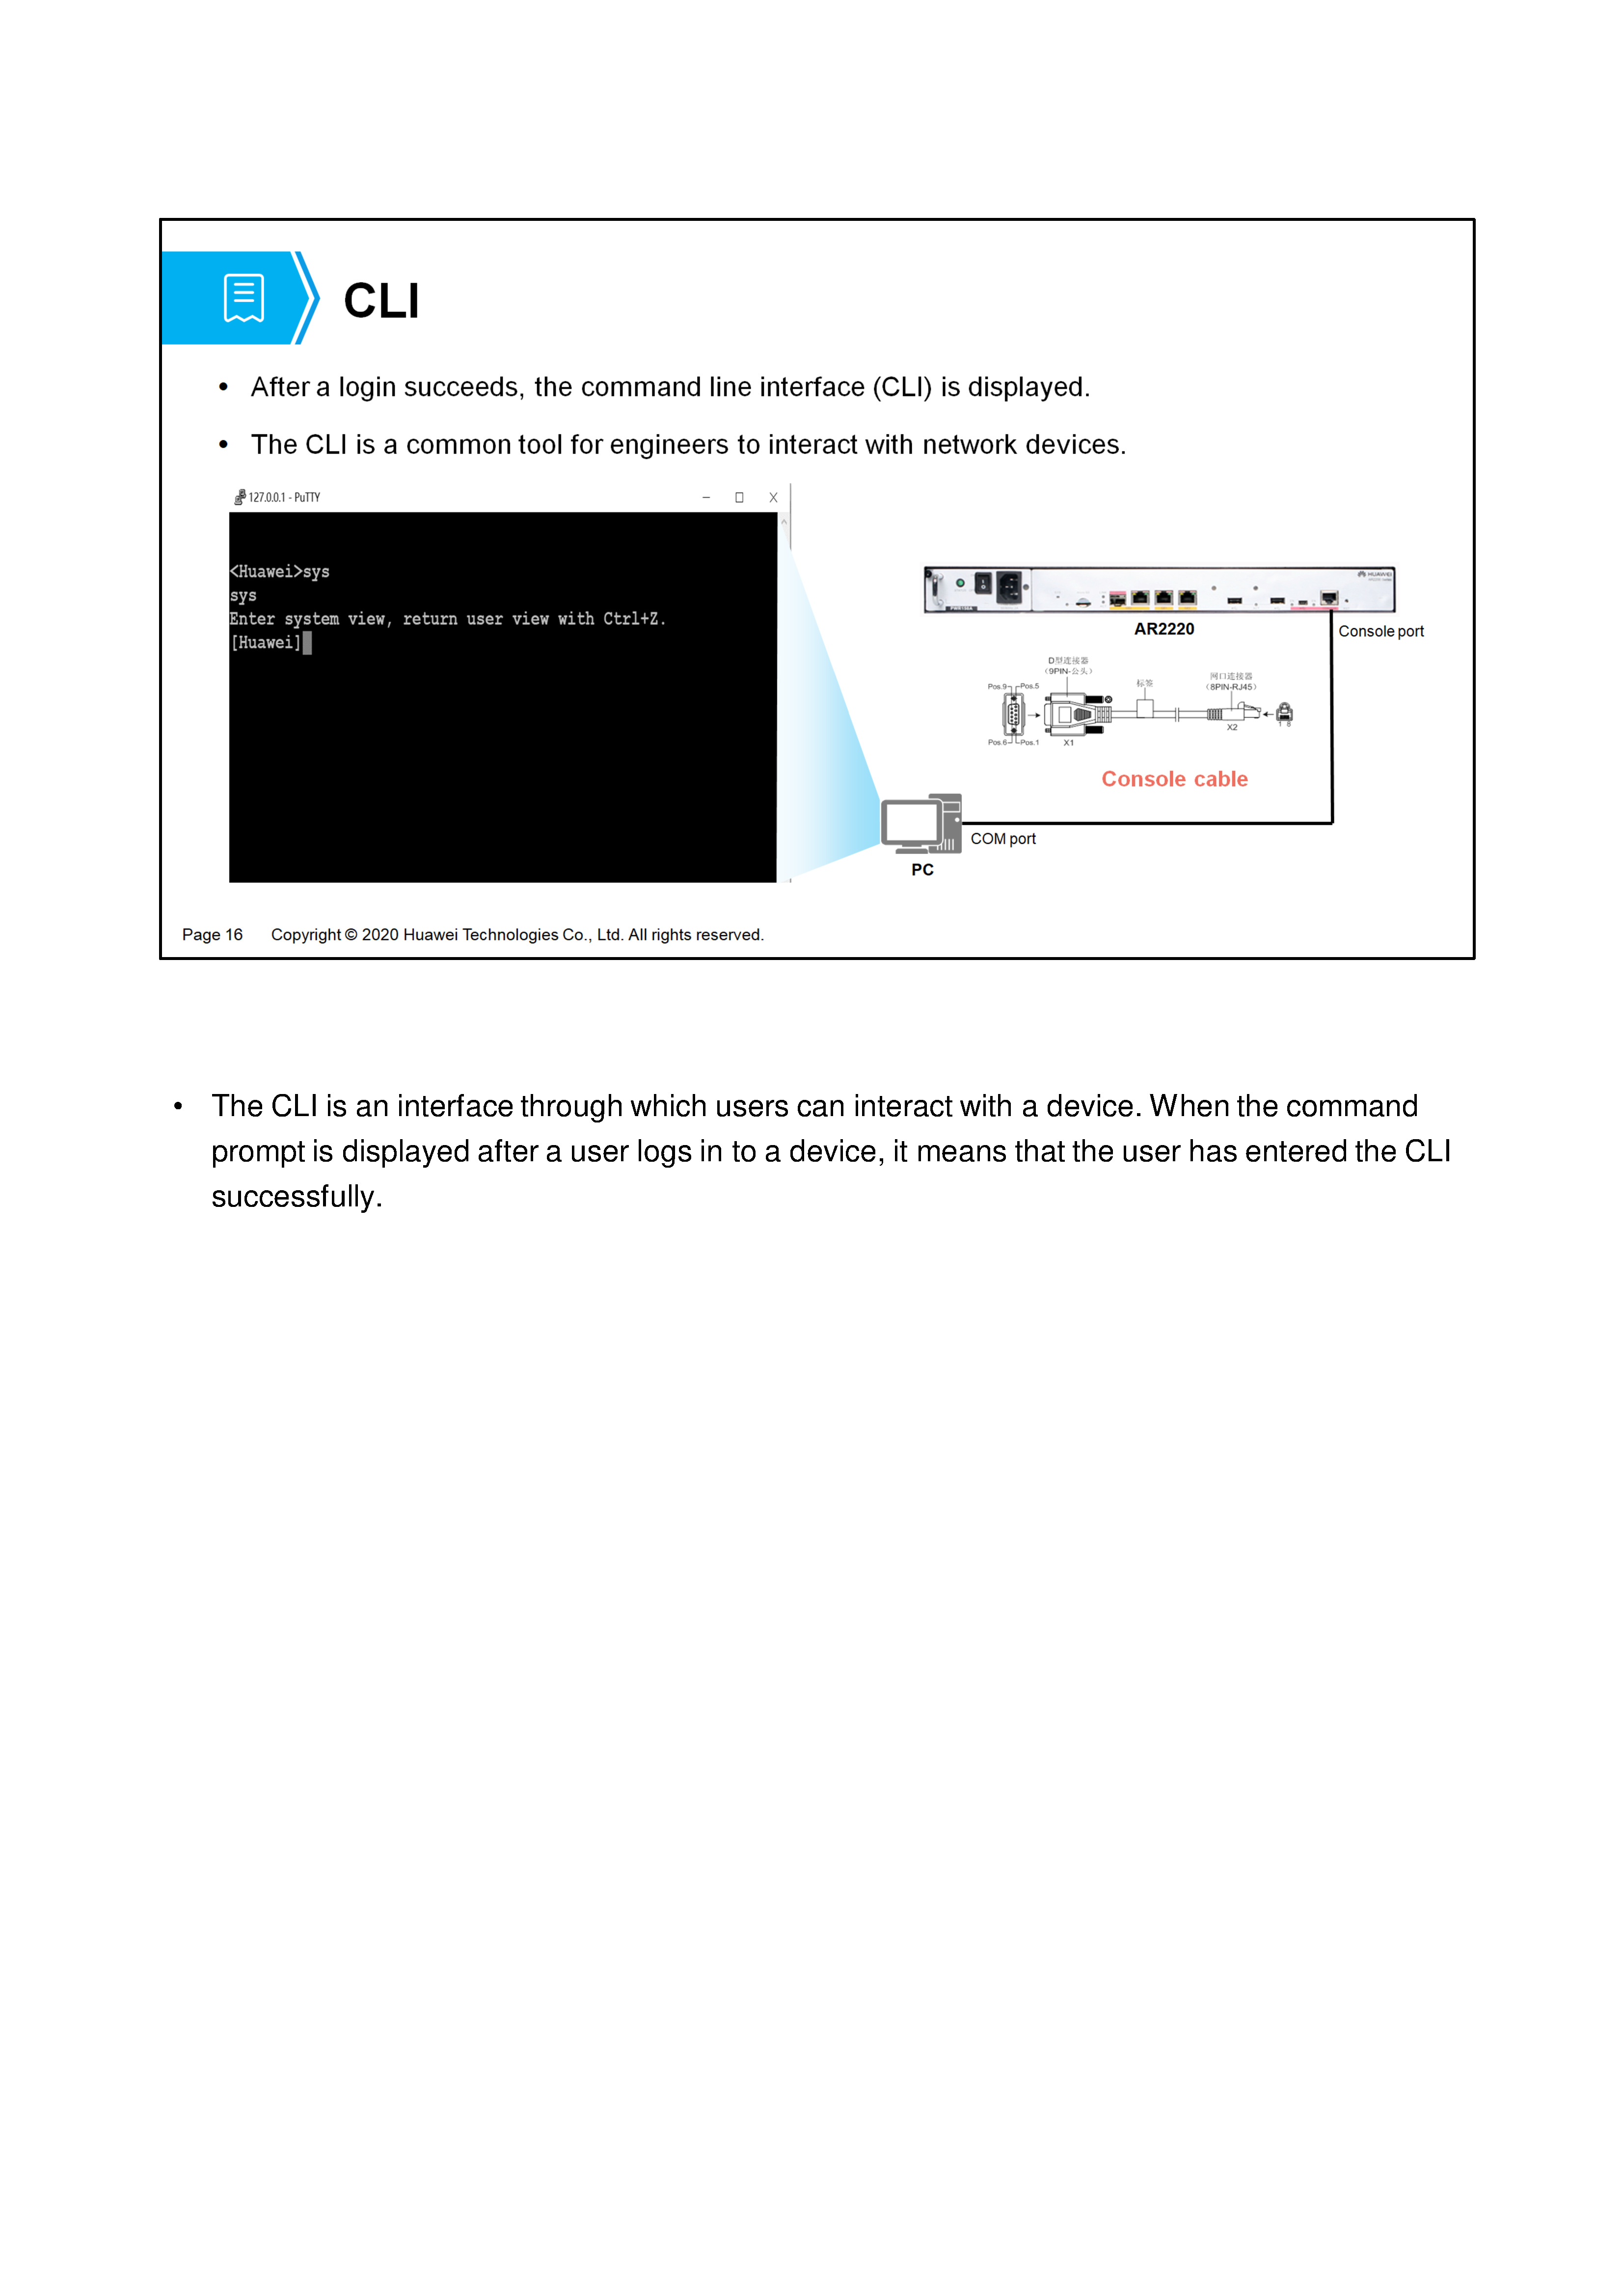 CLI
• After a login succeeds, the command line interface (CLI) is displayed.
• The CLI is a common tool for engineers to interact with network devices.
127.0.0.1 - PuTTY
<Huawei>sys
sys
Enter system view, return user view with Ctrl+Z.
[Huawei]
HUAWEI
AR2220
Console port
D型连接器
(9PIN-公头)
标签
网口连接器
(8PIN-RJ45)
Pos.9
Pos.5
Pos.6
Pos.1
X1
X2
1 8
Console cable
COM port
PC
Page 16 Copyright © 2020 Huawei Technologies Co., Ltd. All rights reserved.
• The CLI is an interface through which users can interact with a device. When the command
prompt is displayed after a user logs in to a device, it means that the user has entered the CLI
successfully.